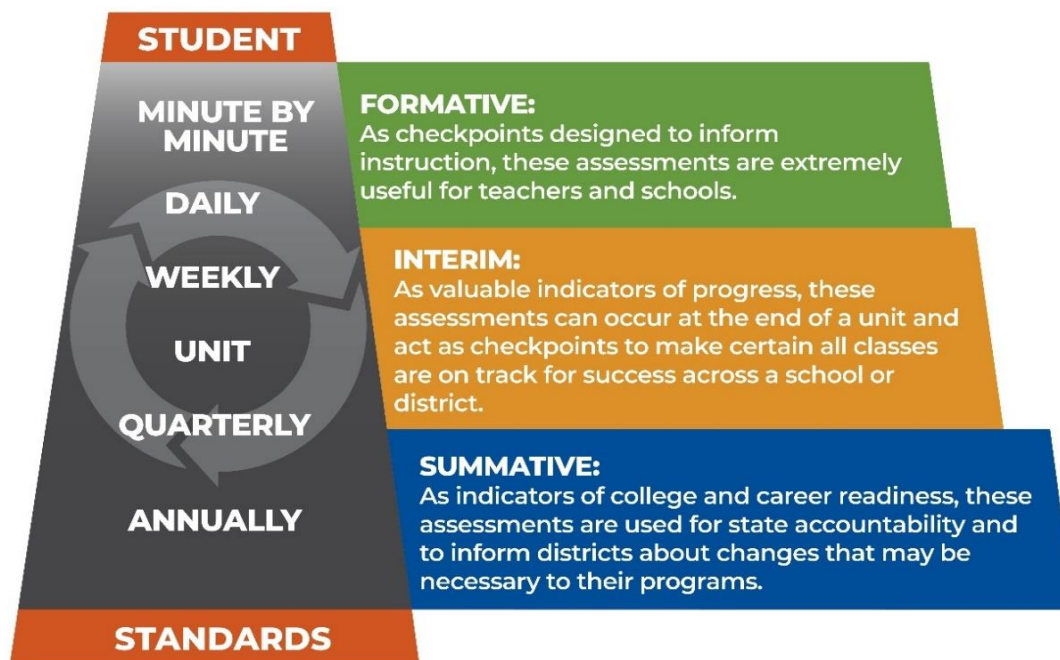 STUDENT
MINUTE BY
MINUTE
DAILY
WEEKLY
UNIT
QUARTERLY
ANNUALLY
STANDARDS
FORMATIVE:
As checkpoints designed to inform
instruction, these assessments are extremely
useful for teachers and schools.
INTERIM:
As valuable indicators of progress, these
assessments can occur at the end of a unit and
act as checkpoints to make certain all classes
are on track for success across a school or
district.
SUMMATIVE:
As indicators of college and career readiness, these
assessments are used for state accountability and
to inform districts about changes that may be
necessary to their programs.